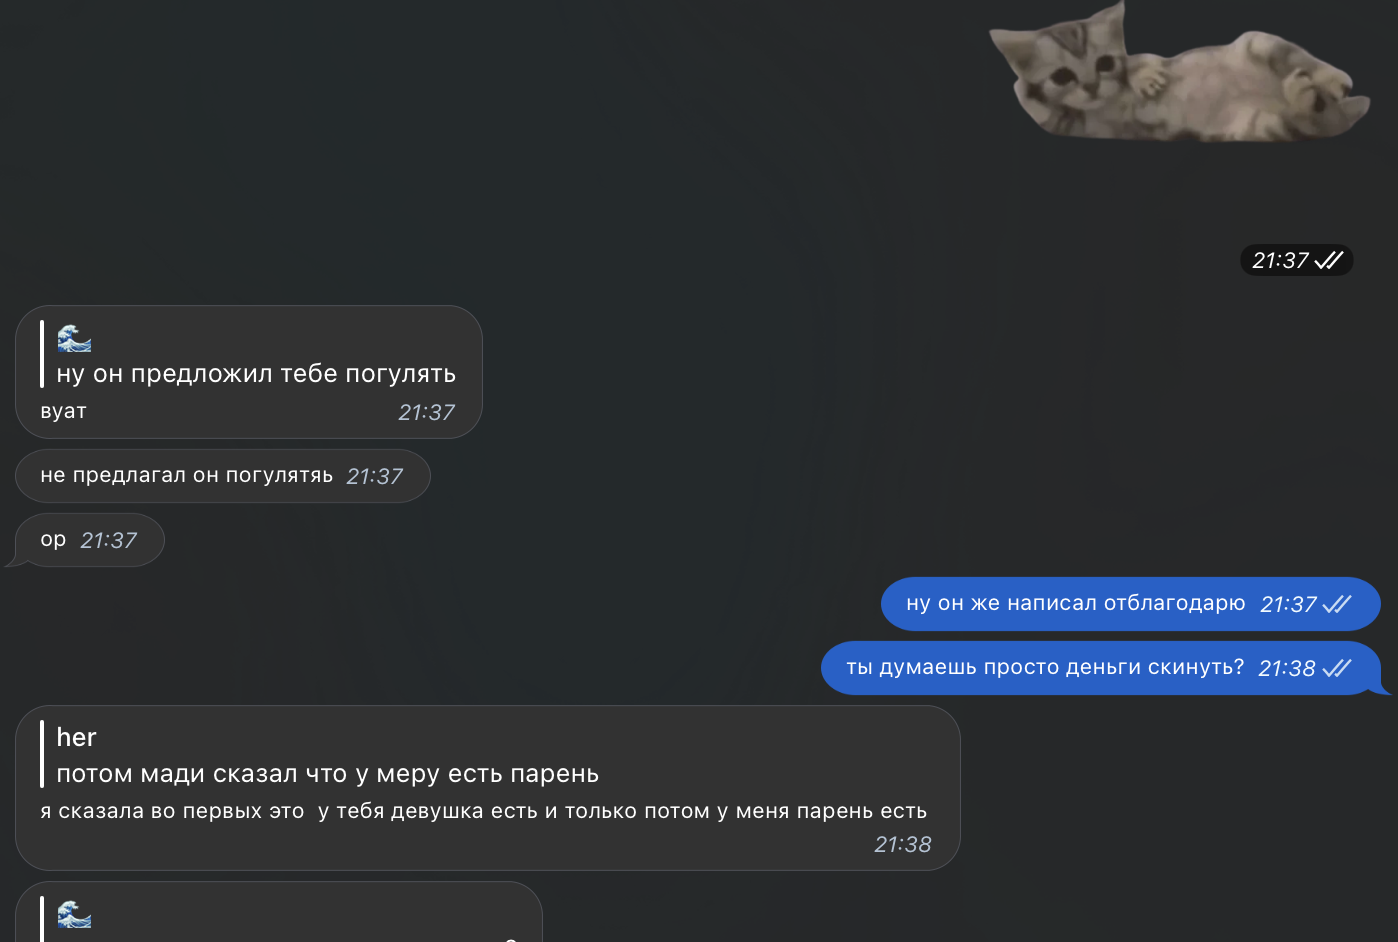 21:37
ну он предложил тебе погулять
вуат 21:37
не предлагал он погулятяь 21:37
ор 21:37
ну он же написал отблагодарю 21:37
ты думаешь просто деньги скинуть? 21:38
her
потом мади сказал что у меру есть парень
я сказала во первых это  у тебя девушка есть и только потом у меня парень есть
21:38